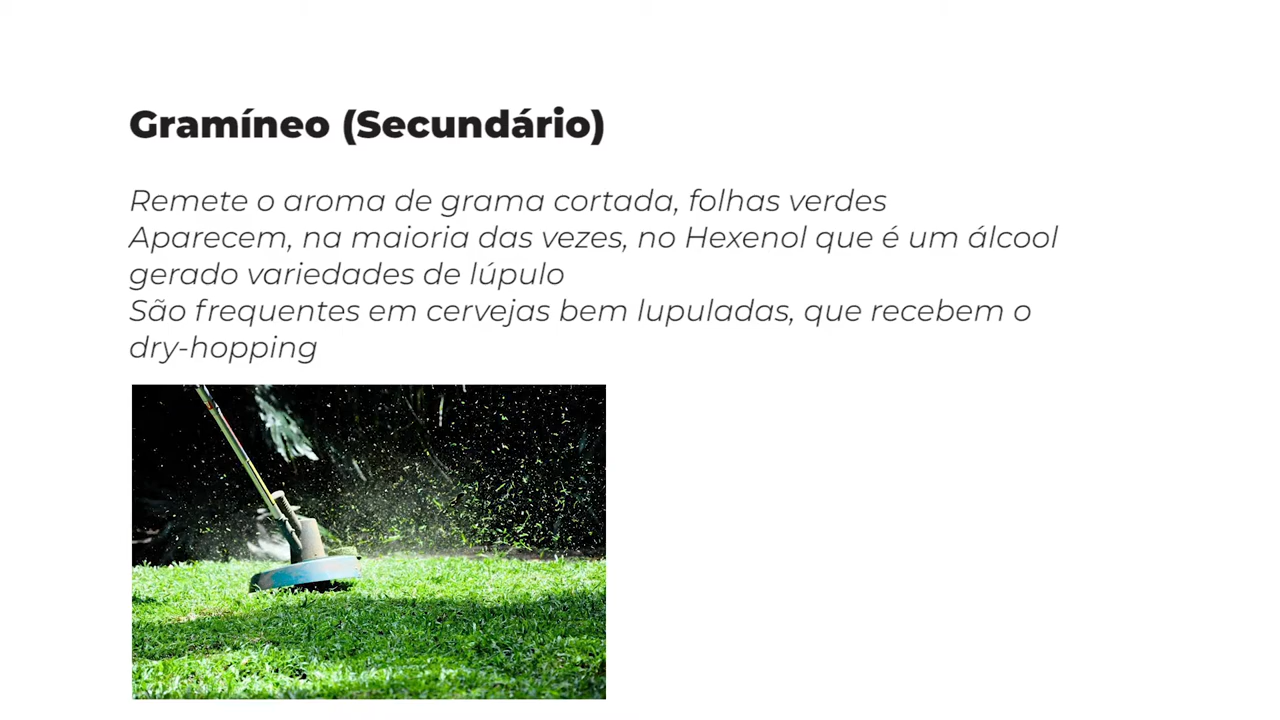 Gramíneo (Secundário)
Remete o aroma de grama cortada, folhas verdes
Aparecem, na maioria das vezes, no Hexenol que é um álcool
gerado variedades de lúpulo
São frequentes em cervejas bem lupuladas, que recebem o
dry-hopping